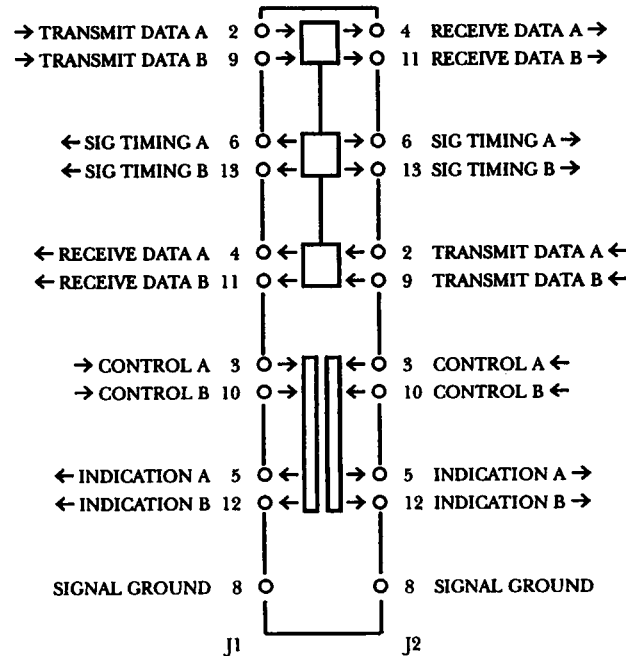 → TRANSMIT DATA A 2 4 RECEIVE DATA A →
→ TRANSMIT DATA B 9 11 RECEIVE DATA B →
← SIG TIMING A 6 6 SIG TIMING A →
← SIG TIMING B 13 13 SIG TIMING B →
← RECEIVE DATA A 4 2 TRANSMIT DATA A ←
← RECEIVE DATA B 11 9 TRANSMIT DATA B ←
→ CONTROL A 3 3 CONTROL A ←
→ CONTROL B 10 10 CONTROL B ←
← INDICATION A 5 5 INDICATION A →
← INDICATION B 12 12 INDICATION B →
SIGNAL GROUND 8 8 SIGNAL GROUND
J1 J2